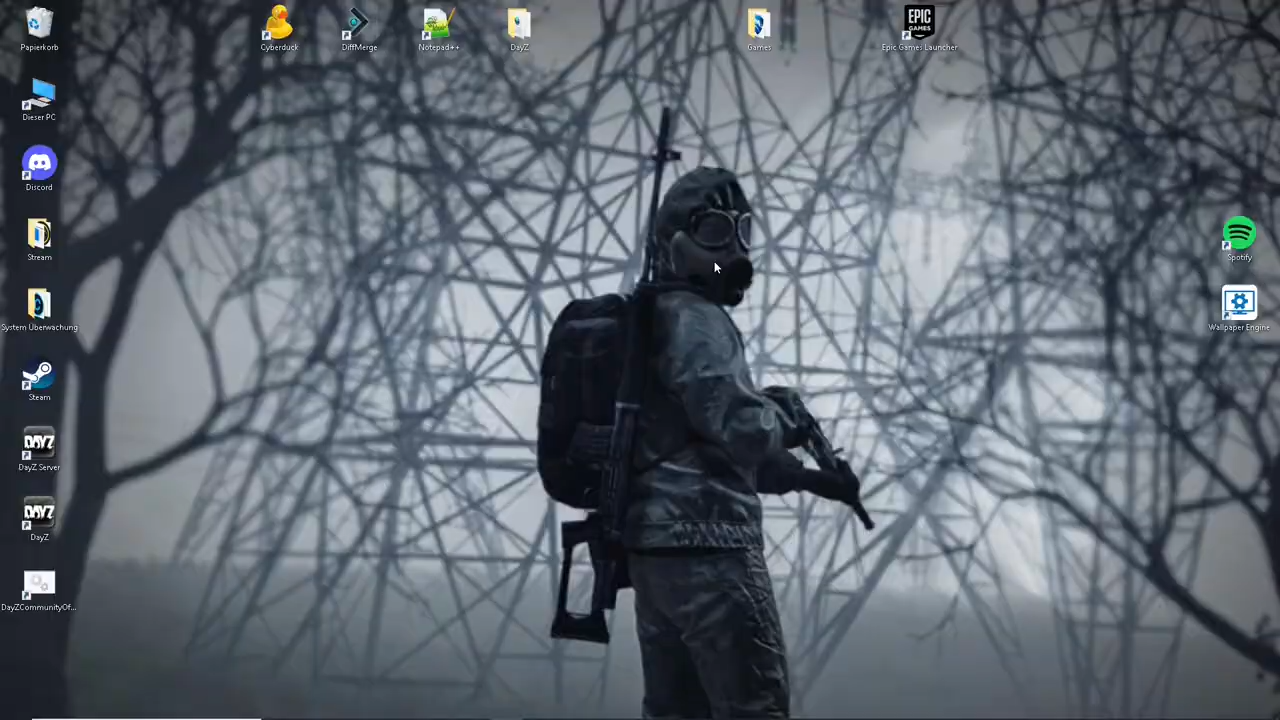 Papierkorb
Cyberduck
DiffMerge
Notepad++
DayZ
Games
EPIC
GAMES
Epic Games Launcher
Dieser PC
Discord
Stream
Spotify
System Überwachung
Wallpaper Engine
Steam
DAYZ
DayZ Server
DAYZ
DayZ
DayZCommunityOf...